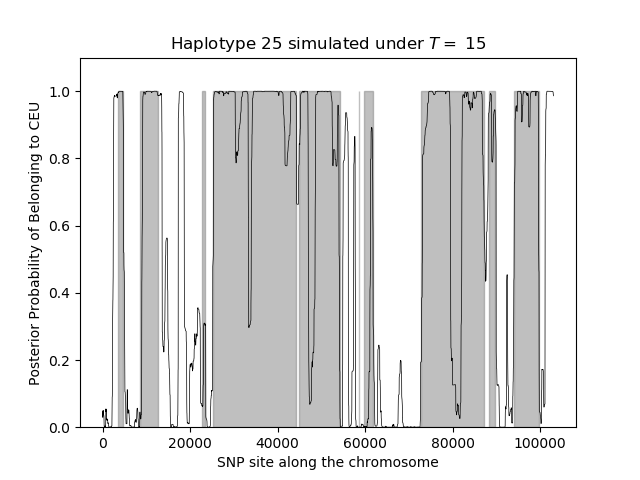 Haplotype 25 simulated under T = 15
Posterior Probability of Belonging to CEU
1.0
0.8
0.6
0.4
0.2
0.0
0 20000 40000 60000 80000 100000
SNP site along the chromosome